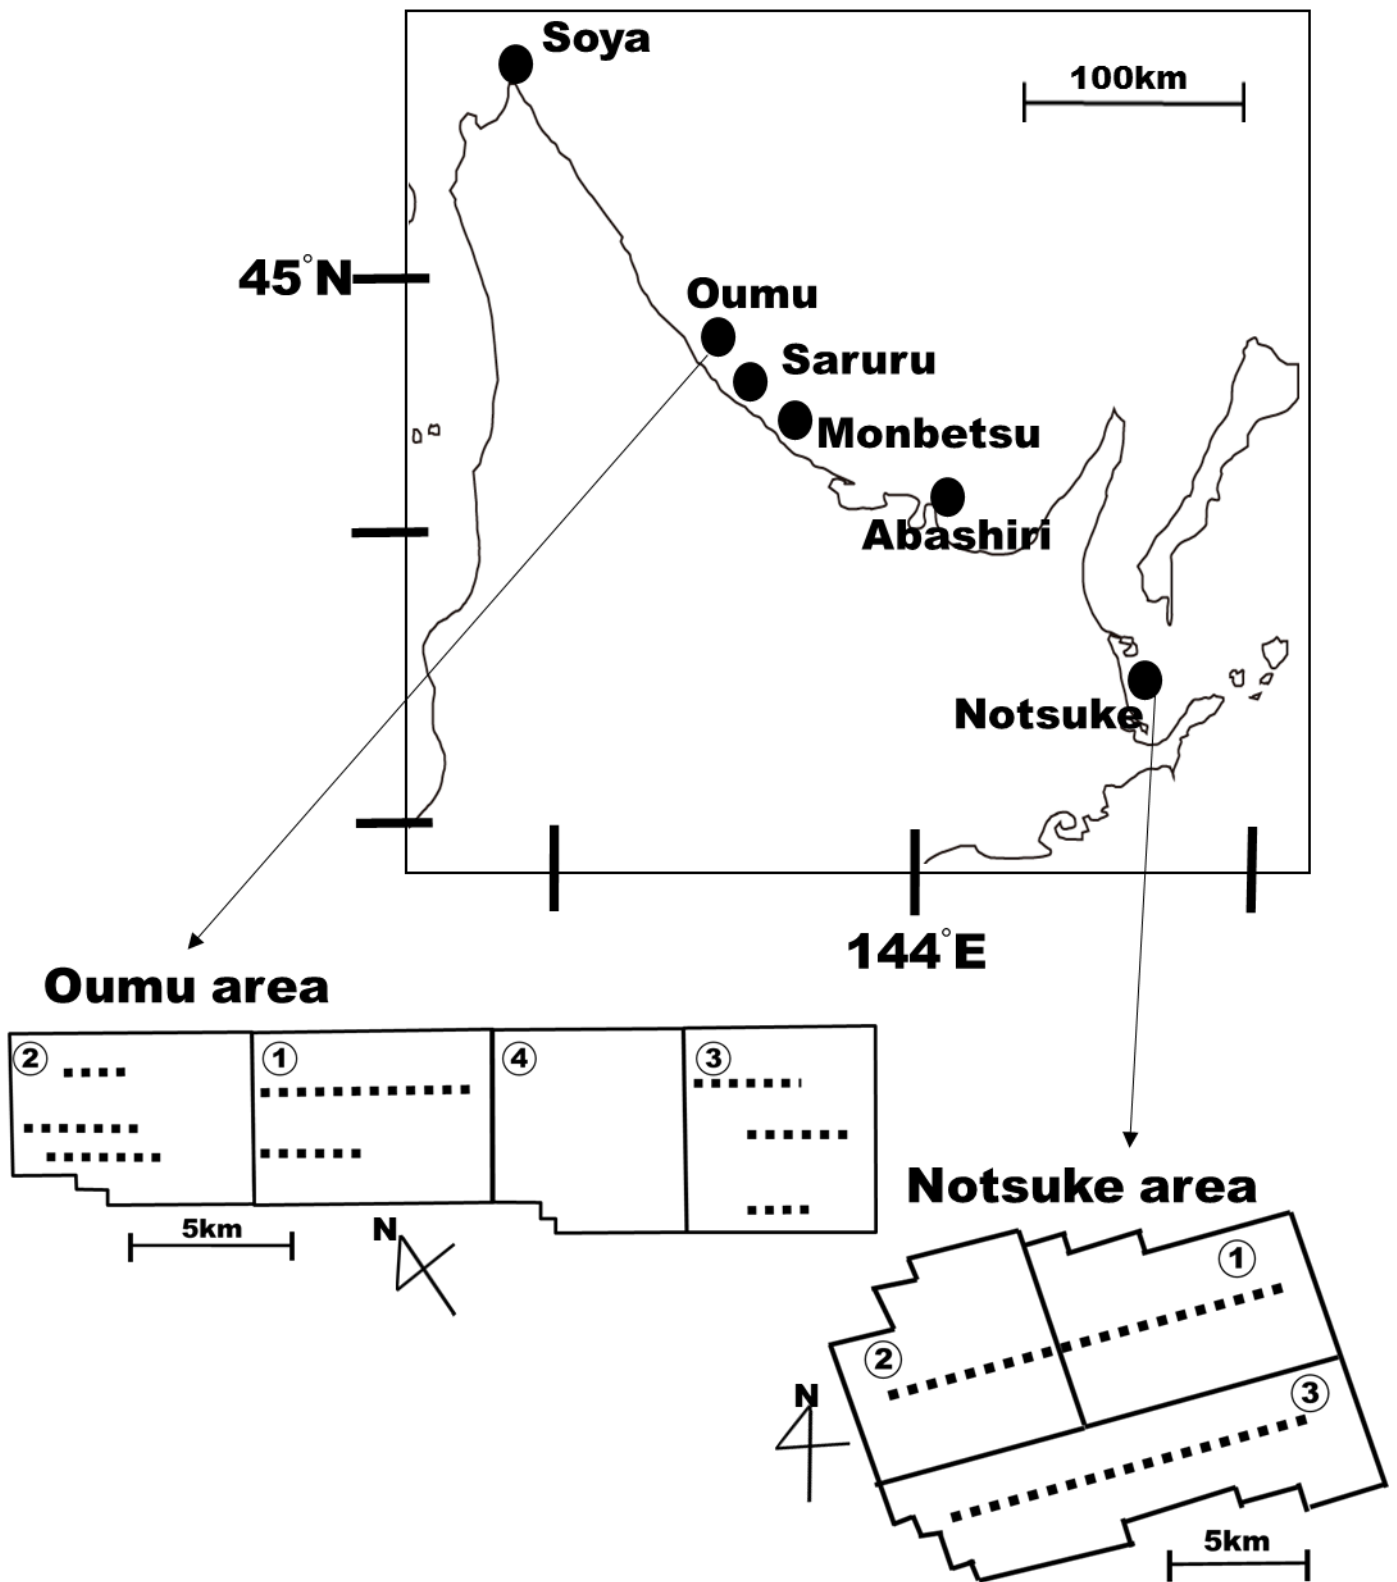 Soya
100km
45°N
Oumu
Saruru
Monbetsu
Abashiri
Notsuke
144°E
Oumu area
② ① ④ ③
5km
N
Notsuke area
①
②
③
N
5km